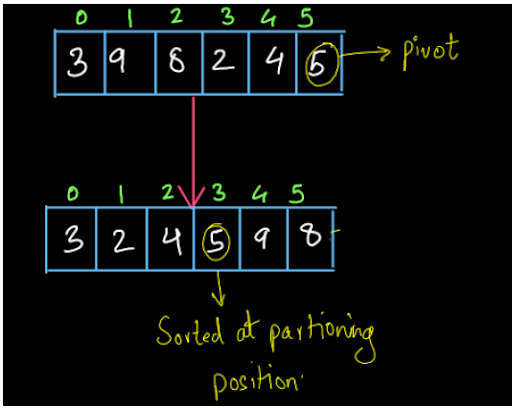 0 1 2 3 4 5
3 9 8 2 4 5 pivot
0 1 2 3 4 5
3 2 4 5 9 8
Sorted at partioning
position.